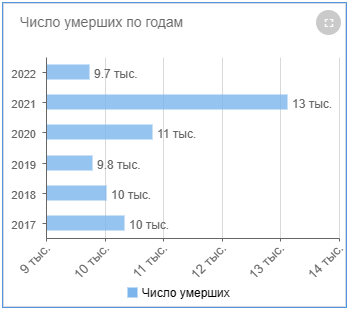 Число умерших по годам
2022 9.7 тыс.
2021 13 тыс.
2020 11 тыс.
2019 9.8 тыс.
2018 10 тыс.
2017 10 тыс.
9 тыс. 10 тыс. 11 тыс. 12 тыс. 13 тыс. 14 тыс.
Число умерших